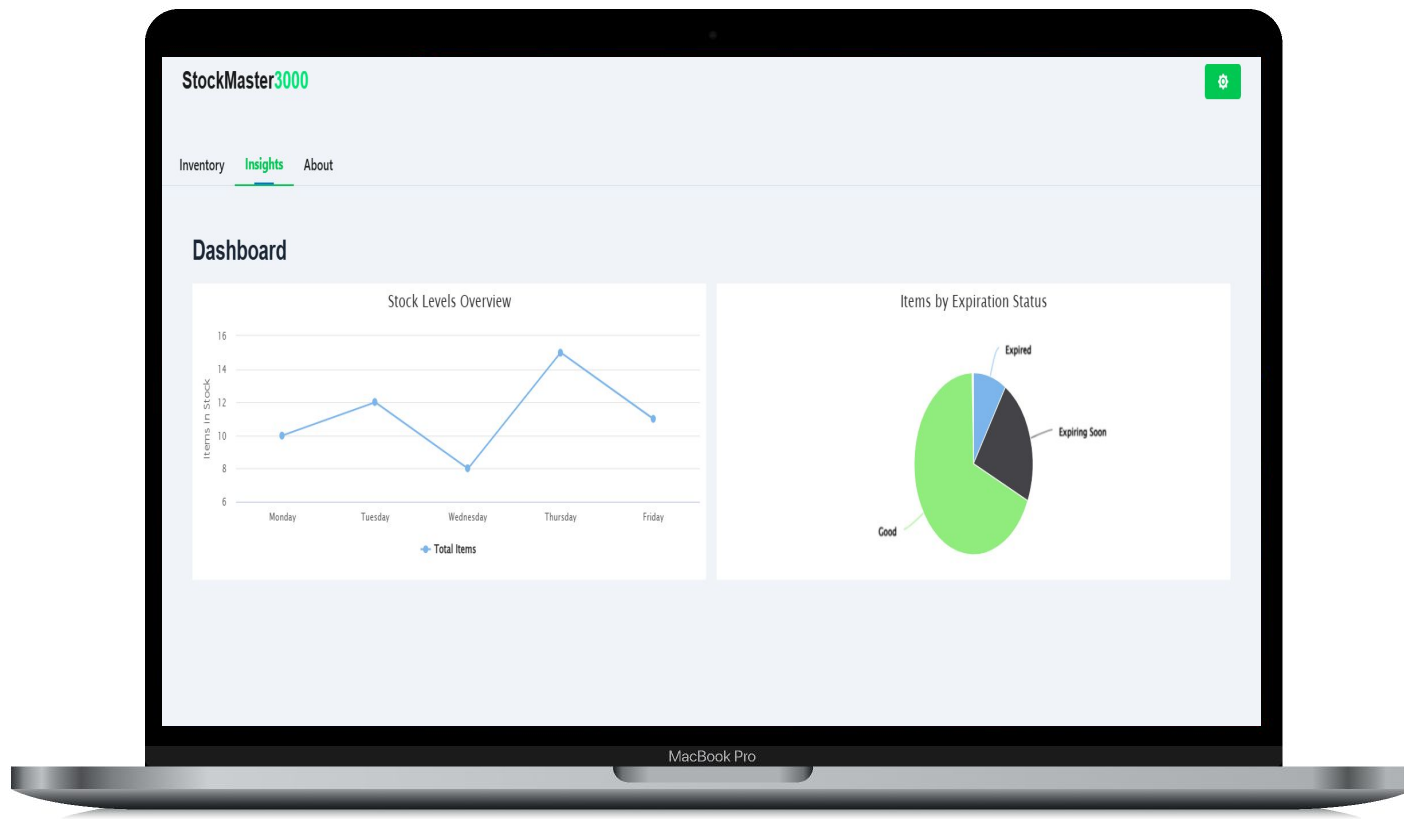 StockMaster3000
Inventory Insights About
Dashboard
Stock Levels Overview
16
14
12
10
8
6
Items In Stock
Monday Tuesday Wednesday Thursday Friday
Total Items
Items by Expiration Status
Expired
Expiring Soon
Good
MacBook Pro